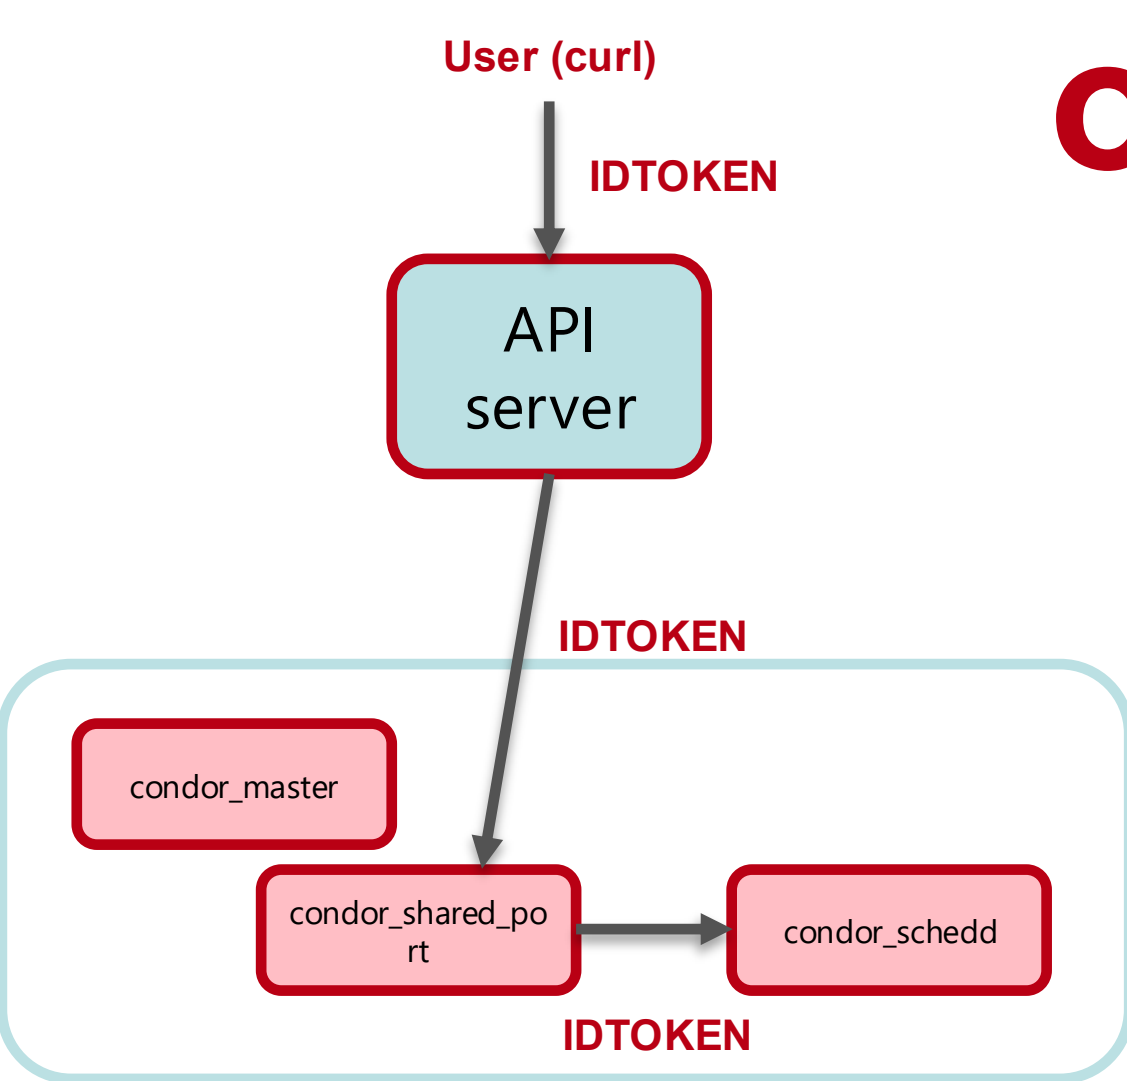 User (curl)
IDTOKEN
API
server
IDTOKEN
condor_master
condor_shared_po
rt
condor_schedd
IDTOKEN